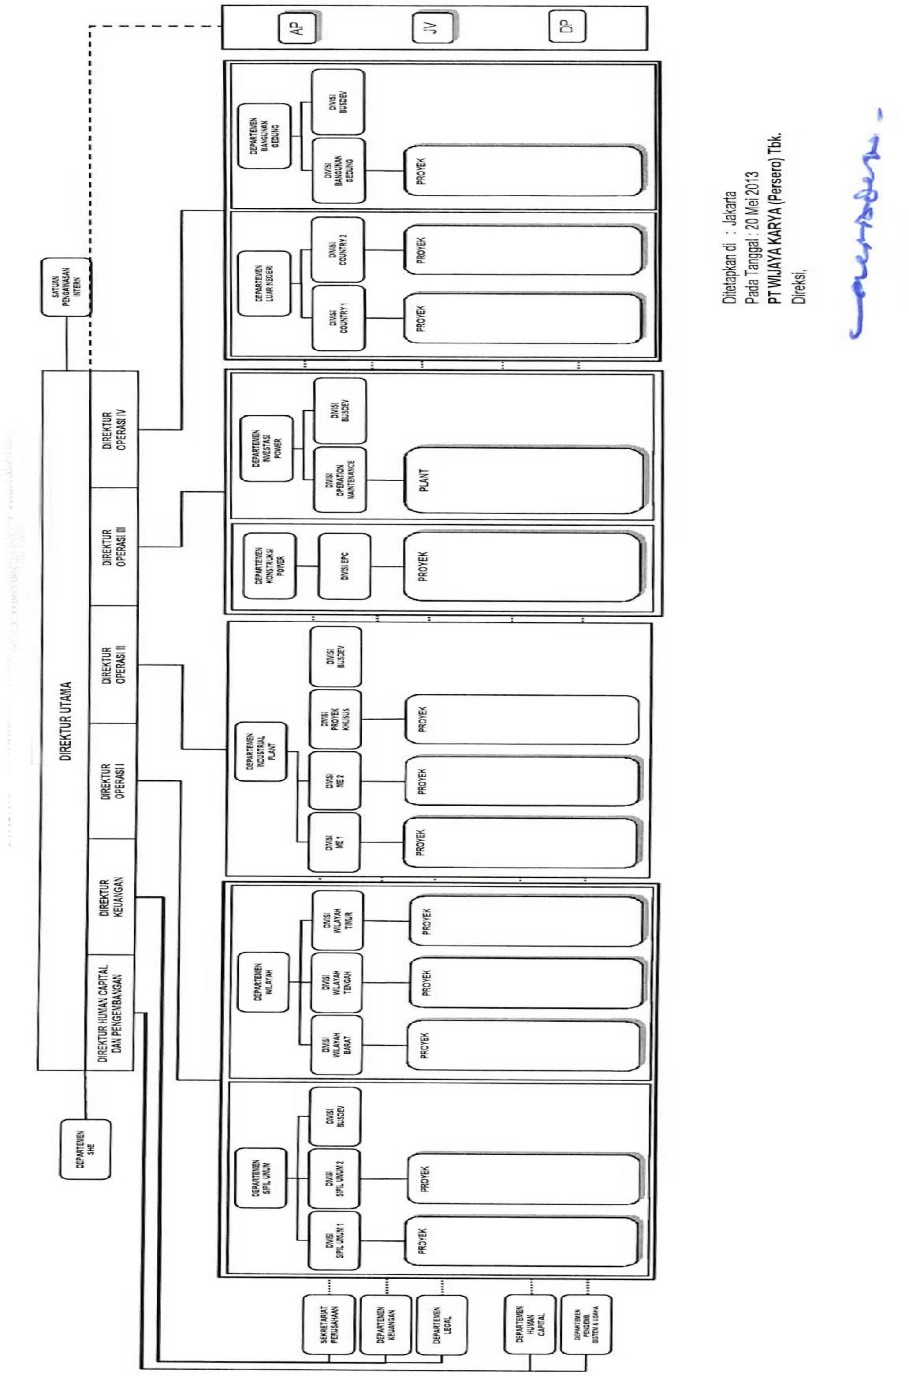 DIREKTUR UTAMA
SATUAN
PENGAWASAN
INTERN
DEPARTEMEN
SHE
DIREKTUR HUMAN CAPITAL
DAN PENGEMBANGAN
DIREKTUR
KEUANGAN
DIREKTUR
OPERASI I
DIREKTUR
OPERASI II
DIREKTUR
OPERASI III
DIREKTUR
OPERASI IV
SEKRETARIAT
PERUSAHAAN
DEPARTEMEN
KEUANGAN
DEPARTEMEN
LEGAL
DEPARTEMEN
HUMAN
CAPITAL
DEPARTEMEN
SISTEM &
DEPARTEMEN
SIPIL UMUM
DIVISI
SIPIL UMUM 1
DIVISI
SIPIL UMUM 2
DIVISI
BUSDEV
PROYEK
PROYEK
DEPARTEMEN
WILAYAH
DIVISI
WILAYAH
BARAT
DIVISI
WILAYAH
TENGAH
DIVISI
WILAYAH
TIMUR
PROYEK
PROYEK
PROYEK
DEPARTEMEN
INDUSTRIAL
PLANT
DIVISI
ME 1
DIVISI
ME 2
DIVISI
PROYEK
KHUSUS
DIVISI
BUSDEV
PROYEK
PROYEK
PROYEK
DEPARTEMEN
KONSTRUKSI
POWER
DIVISI EPC
PROYEK
DEPARTEMEN
INVESTASI
POWER
DIVISI
OPERATION
MAINTENANCE
DIVISI
BUSDEV
PLANT
DEPARTEMEN
LUAR NEGERI
DIVISI
COUNTRY 1
DIVISI
COUNTRY 2
PROYEK
PROYEK
DEPARTEMEN
BANGUNAN
GEDUNG
DIVISI
BANGUNAN
GEDUNG
DIVISI
BUSDEV
PROYEK
AP
JV
DP
Ditetapkan di : Jakarta
Pada Tanggal : 20 Mei 2013
PT WIJAYA KARYA (Persero) Tbk.
Direksi,